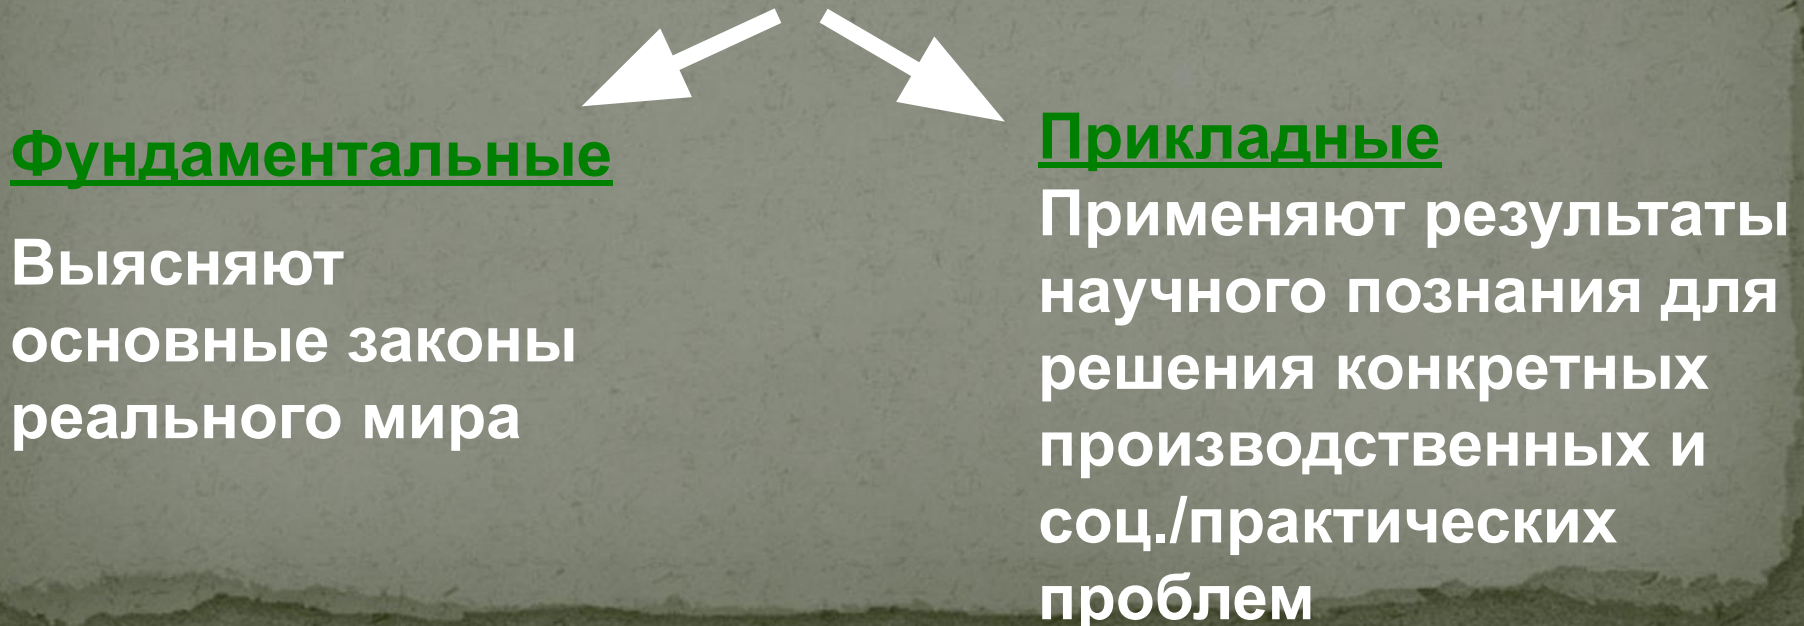 Фундаментальные
Выясняют
основные законы
реального мира
Прикладные
Применяют результаты
научного познания для
решения конкретных
производственных и
соц./практических
проблем